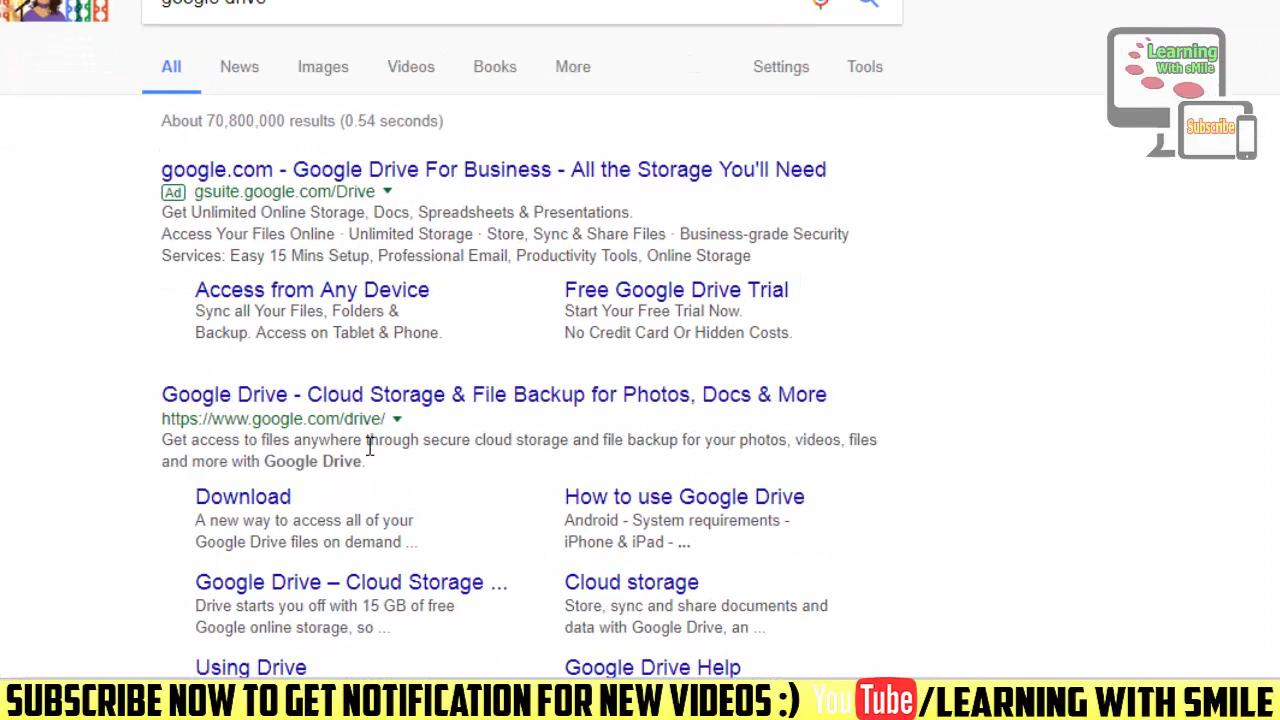 google drive
All News Images Videos Books More Settings Tools
Learning
With sMile
Subscribe
About 70,800,000 results (0.54 seconds)
google.com - Google Drive For Business - All the Storage You'll Need
Ad gsuite.google.com/Drive
Get Unlimited Online Storage, Docs, Spreadsheets & Presentations.
Access Your Files Online · Unlimited Storage · Store, Sync & Share Files · Business-grade Security
Services: Easy 15 Mins Setup, Professional Email, Productivity Tools, Online Storage
Access from Any Device
Sync all Your Files, Folders &
Backup. Access on Tablet & Phone.
Free Google Drive Trial
Start Your Free Trial Now.
No Credit Card Or Hidden Costs.
Google Drive - Cloud Storage & File Backup for Photos, Docs & More
https://www.google.com/drive/
Get access to files anywhere through secure cloud storage and file backup for your photos, videos, files
and more with Google Drive.
Download
A new way to access all of your
Google Drive files on demand ...
How to use Google Drive
Android - System requirements -
iPhone & iPad - ...
Google Drive – Cloud Storage ...
Drive starts you off with 15 GB of free
Google online storage, so ...
Cloud storage
Store, sync and share documents and
data with Google Drive, an ...
Using Drive
Google Drive Help
SUBSCRIBE NOW TO GET NOTIFICATION FOR NEW VIDEOS :) YouTube/LEARNING WITH SMILE